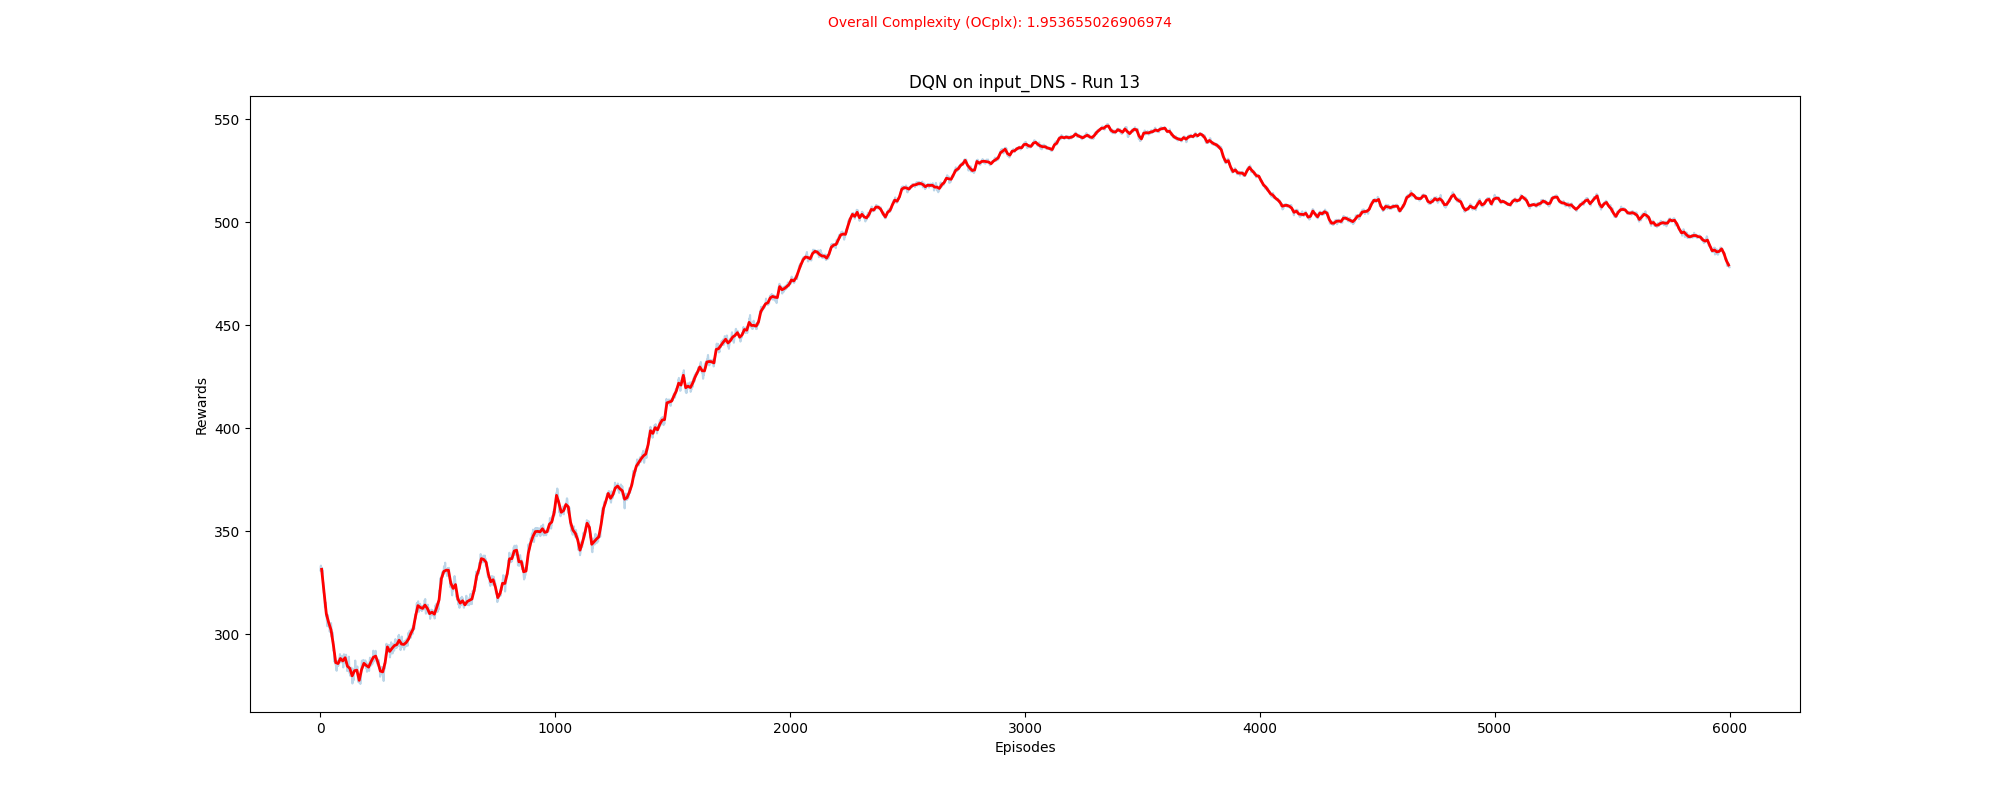 Overall Complexity (OCplx): 1.953655026906974
DQN on input_DNS - Run 13
550
500
450
400
350
300
Rewards
0 1000 2000 3000 4000 5000 6000
Episodes